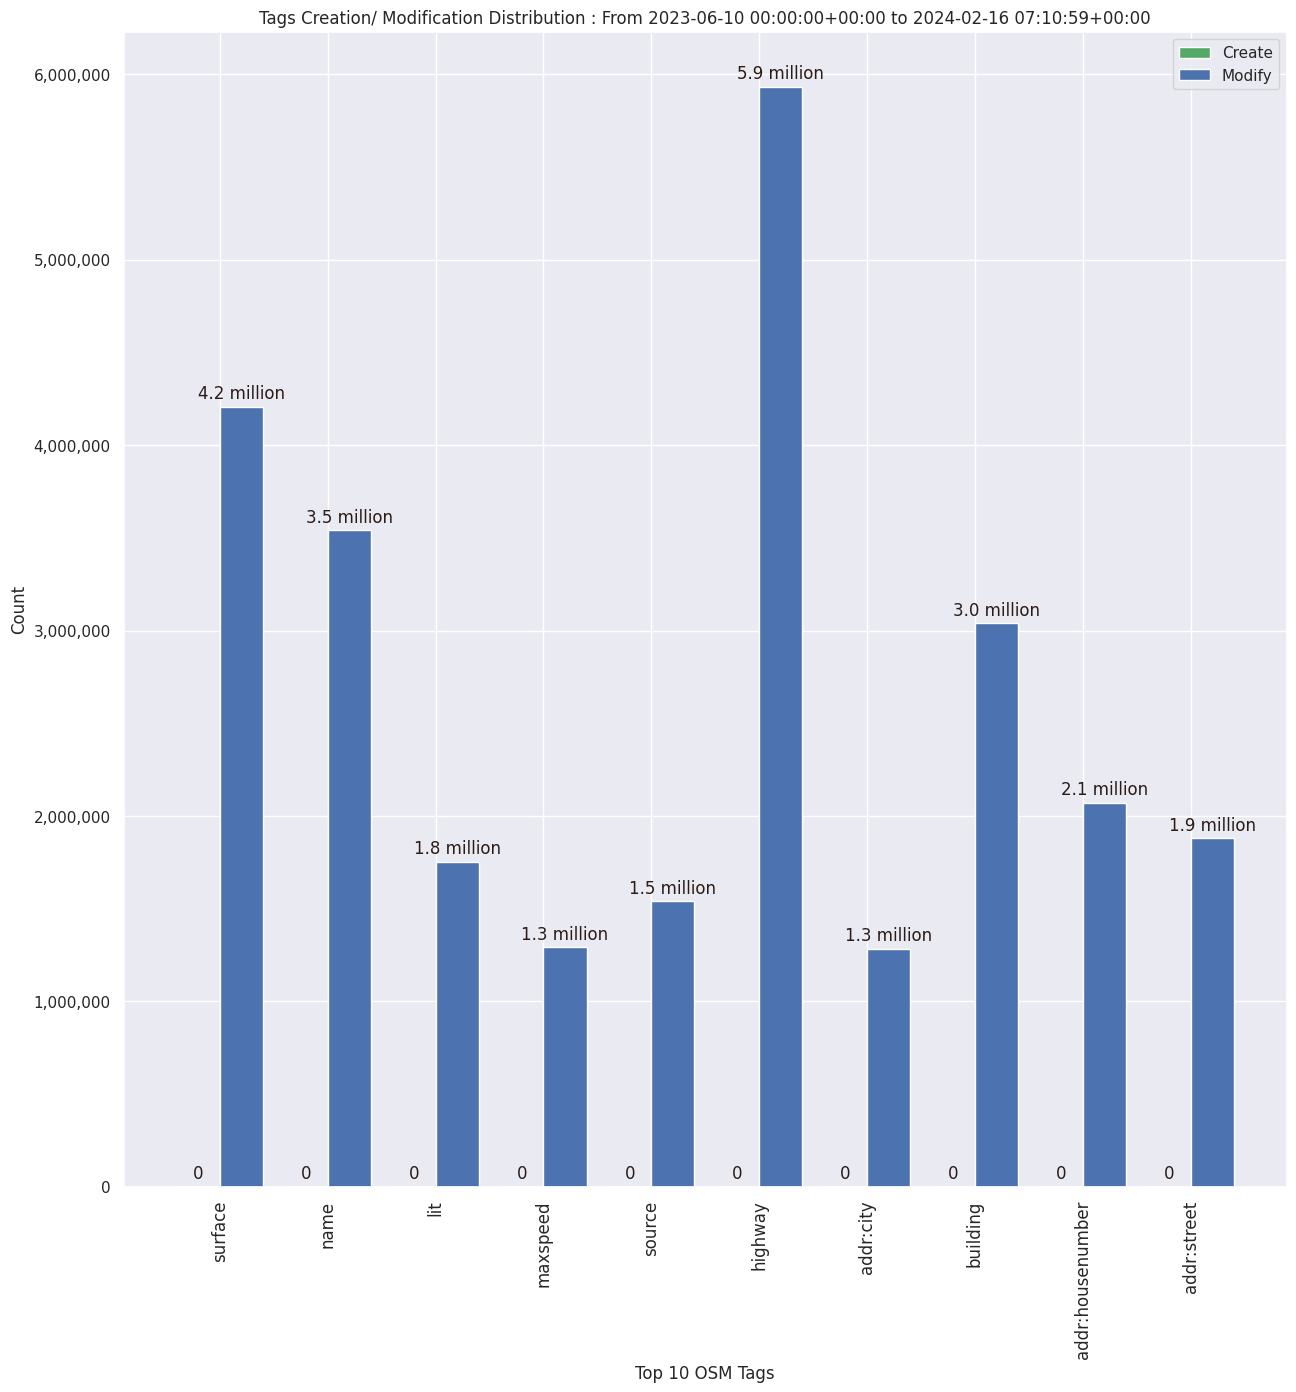 Tags Creation/ Modification Distribution : From 2023-06-10 00:00:00+00:00 to 2024-02-16 07:10:59+00:00
Create
Modify
6,000,000
5,000,000
4,000,000
3,000,000
2,000,000
1,000,000
0
Count
4.2 million
3.5 million
1.8 million
1.3 million
1.5 million
5.9 million
1.3 million
3.0 million
2.1 million
1.9 million
0
0
0
0
0
0
0
0
0
0
surface
name
lit
maxspeed
source
highway
addr:city
building
addr:housenumber
addr:street
Top 10 OSM Tags